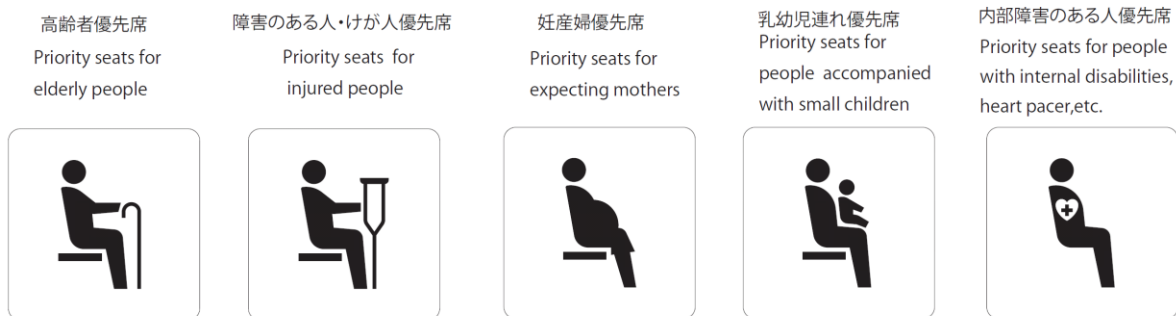 高齢者優先席
Priority seats for
elderly people
障害のある人・けが人優先席
Priority seats for
injured people
妊産婦優先席
Priority seats for
expecting mothers
乳幼児連れ優先席
Priority seats for
people accompanied
with small children
内部障害のある人優先席
Priority seats for people
with internal disabilities,
heart pacer,etc.